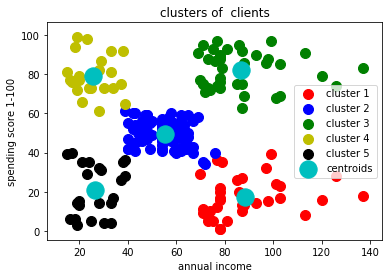 clusters of  clients
spending score 1-100
100
80
60
40
20
0
cluster 1
cluster 2
cluster 3
cluster 4
cluster 5
centroids
20
40
60
80
100
120
140
annual income